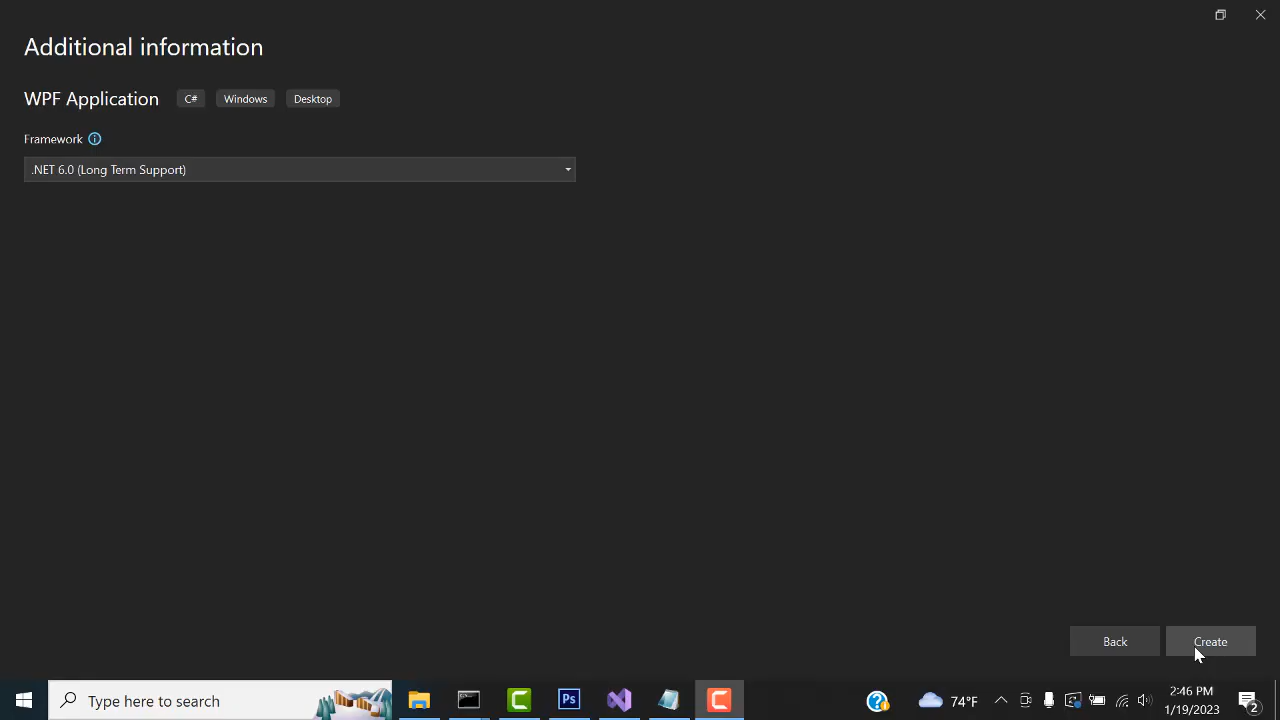 Additional information
WPF Application C# Windows Desktop
Framework
.NET 6.0 (Long Term Support)
Back Create
Type here to search
Ps
74°F
:46 PM
1/19/2023
2